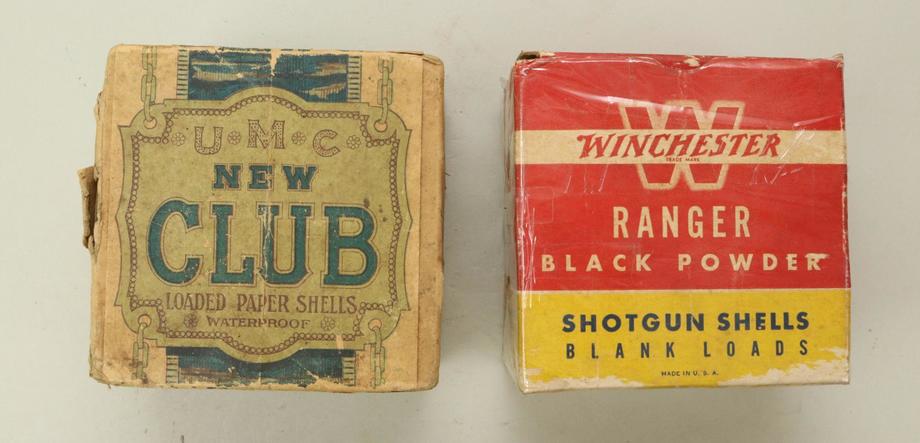 U.M.C
NEW
CLUB
LOADED PAPER SHELLS
WATERPROOF
W
WINCHESTER
TRADE MARK
RANGER
BLACK POWDER
SHOTGUN SHELLS
BLANK LOADS
MADE IN U. S. A.